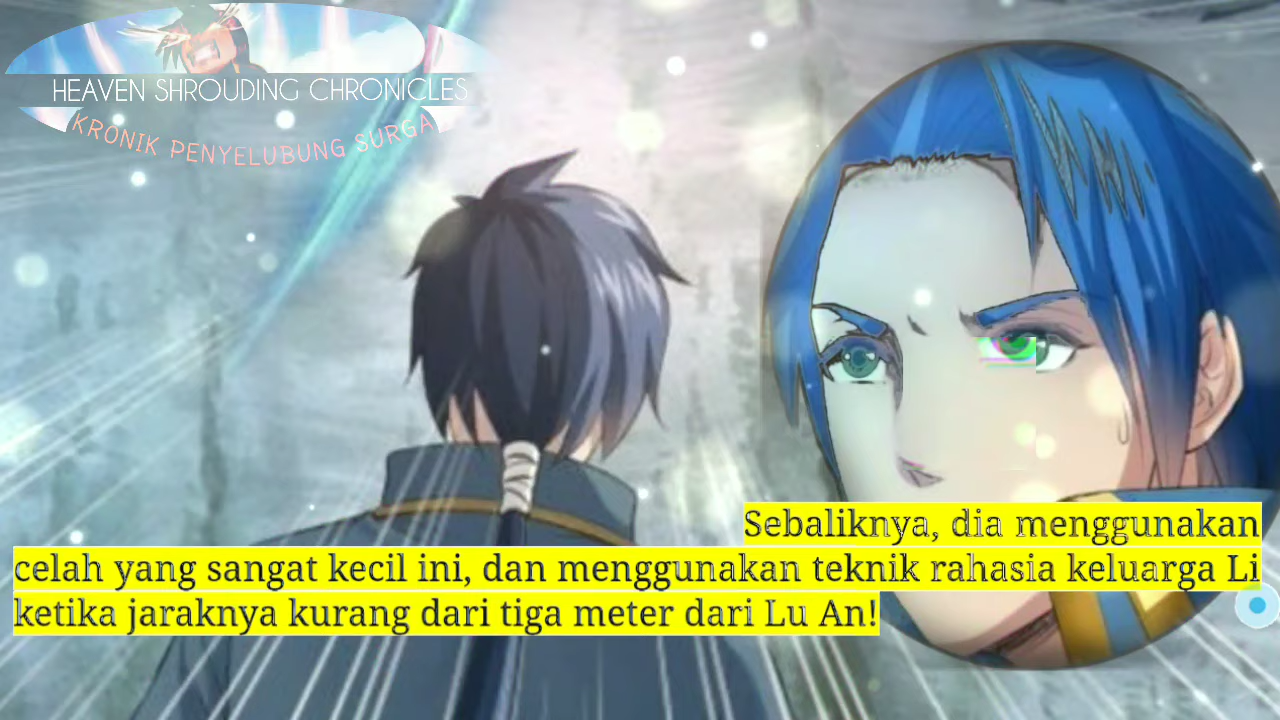 HEAVEN SHROUDING CHRONICLES
KRONIK PENYELUBUNG SURGA
Sebaliknya, dia menggunakan
celah yang sangat kecil ini, dan menggunakan teknik rahasia keluarga Li
ketika jaraknya kurang dari tiga meter dari Lu An!